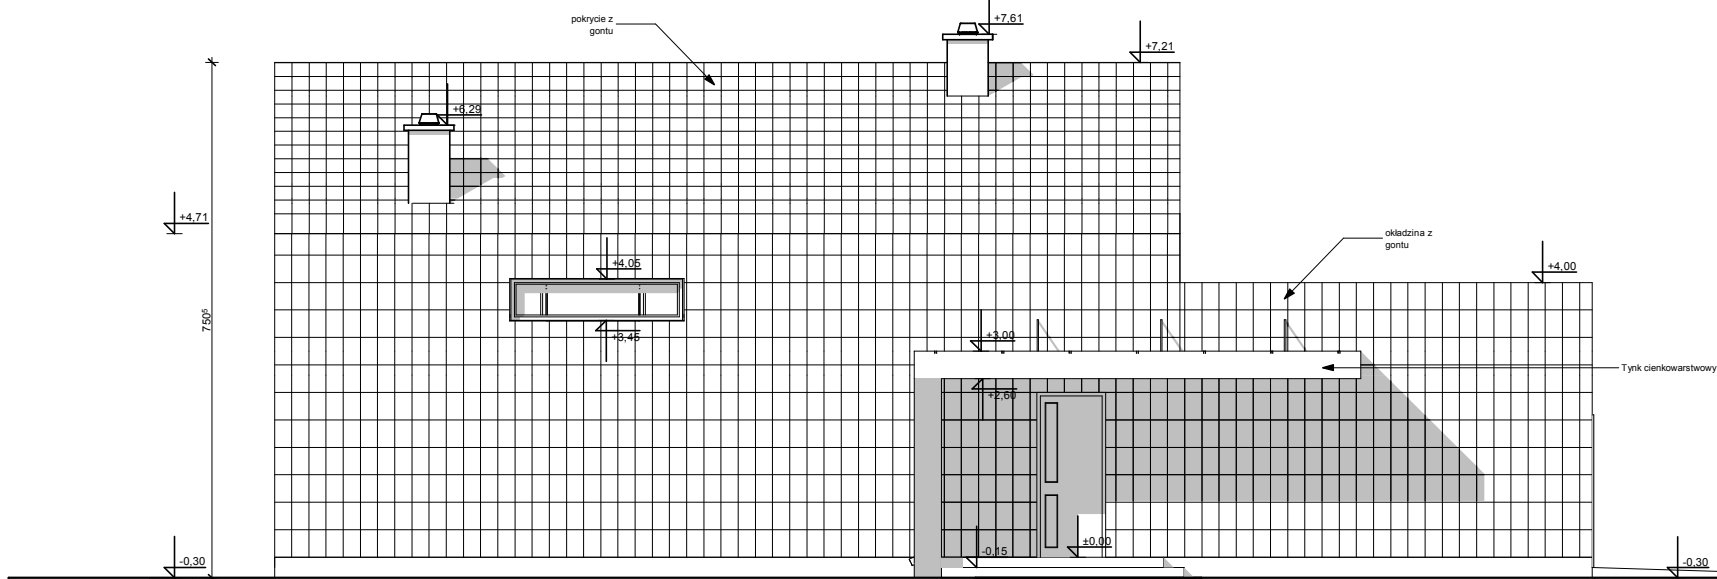 pokrycie z
gontu
+7,61
+7,21
+6,29
+4,71
okładzina z
gontu
+4,05
+4,00
750⁵
+3,45
+3,00
Tynk cienkowarstwowy
+2,60
±0,00
-0,15
-0,30
-0,30